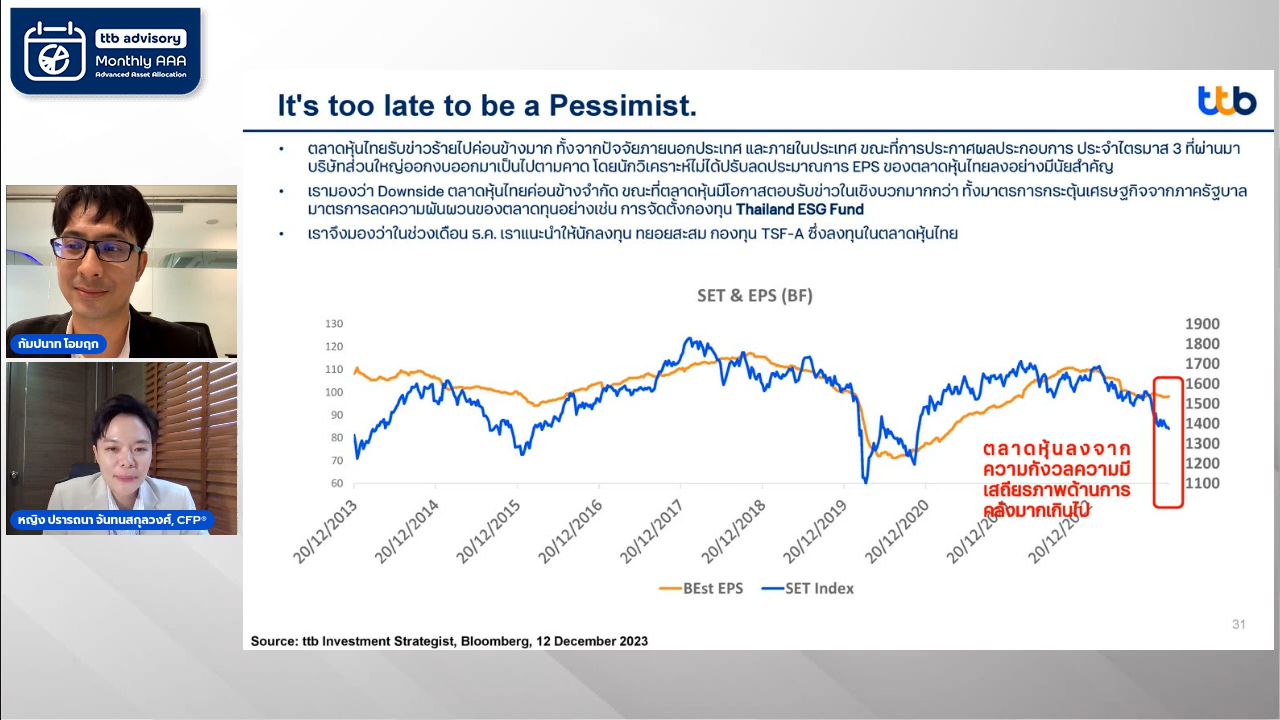 ttb advisory
Monthly AAA
Advanced Asset Allocation
It's too late to be a Pessimist.
ttb
• ตลาดหุ้นไทยรับข่าวร้ายไปค่อนข้างมาก ทั้งจากปัจจัยภายนอกประเทศ และภายในประเทศ ขณะที่การประกาศผลประกอบการ ประจำไตรมาส 3 ที่ผ่านมา
บริษัทส่วนใหญ่ออกงบออกมาเป็นไปตามคาด โดยนักวิเคราะห์ไม่ได้ปรับลดประมาณการ EPS ของตลาดหุ้นไทยลงอย่างมีนัยสำคัญ
• เรามองว่า Downside ตลาดหุ้นไทยค่อนข้างจำกัด ขณะที่ตลาดหุ้นมีโอกาสตอบรับข่าวในเชิงบวกมากกว่า ทั้งมาตรการกระตุ้นเศรษฐกิจจากภาครัฐบาล
มาตรการลดความผันผวนของตลาดทุนอย่างเช่น การจัดตั้งกองทุน Thailand ESG Fund
• เราจึงมองว่าในช่วงเดือน ธ.ค. เราแนะนำให้นักลงทุน ทยอยสะสม กองทุน TSF-A ซึ่งลงทุนในตลาดหุ้นไทย
กัมปนาท โอมฤก
หญิง ปรารถนา จันทนสกุลวงศ์, CFP®
SET & EPS (BF)
130
120
110
100
90
80
70
60
1900
1800
1700
1600
1500
1400
1300
1200
1100
ตลาดหุ้นลงจาก
ความกังวลความมี
เสถียรภาพด้านการ
คลังมากเกินไป
20/12/2013
20/12/2014
20/12/2015
20/12/2016
20/12/2017
20/12/2018
20/12/2019
20/12/2020
BEst EPS
SET Index
31
Source: ttb Investment Strategist, Bloomberg, 12 December 2023